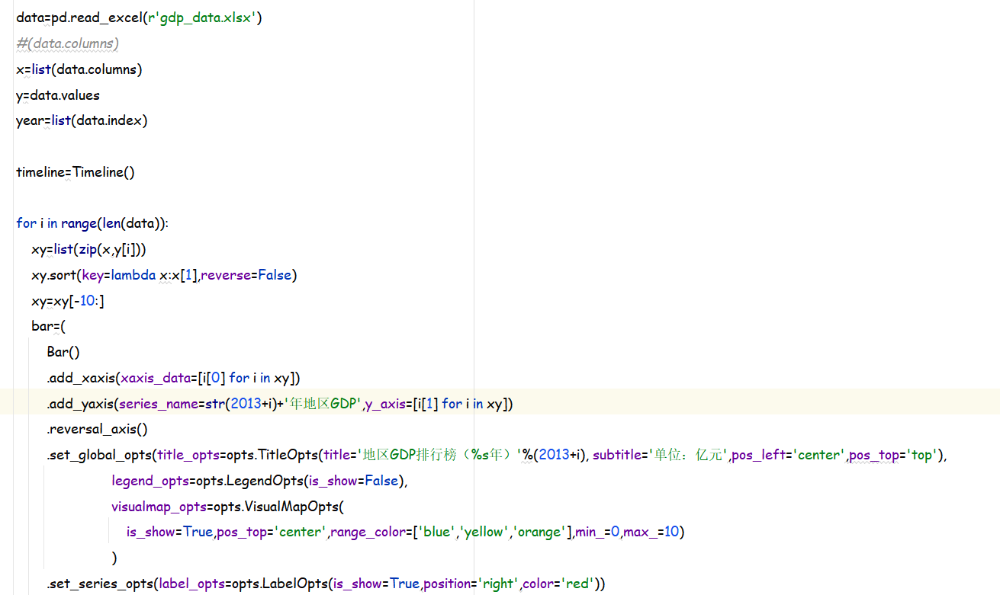 data=pd.read_excel(r'gdp_data.xlsx')
#(data.columns)
x=list(data.columns)
y=data.values
year=list(data.index)
timeline=Timeline()
for i in range(len(data)):
xy=list(zip(x,y[i]))
xy.sort(key=lambda x:x[1],reverse=False)
xy=xy[-10:]
bar=(
Bar()
.add_xaxis(xaxis_data=[i[0] for i in xy])
.add_yaxis(series_name=str(2013+i)+'年地区GDP',y_axis=[i[1] for i in xy])
.reversal_axis()
.set_global_opts(title_opts=opts.TitleOpts(title='地区GDP排行榜（%s年）'%(2013+i), subtitle='单位：亿元',pos_left='center',pos_top='top'),
legend_opts=opts.LegendOpts(is_show=False),
visualmap_opts=opts.VisualMapOpts(
is_show=True,pos_top='center',range_color=['blue','yellow','orange'],min_=0,max_=10)
)
.set_series_opts(label_opts=opts.LabelOpts(is_show=True,position='right',color='red'))